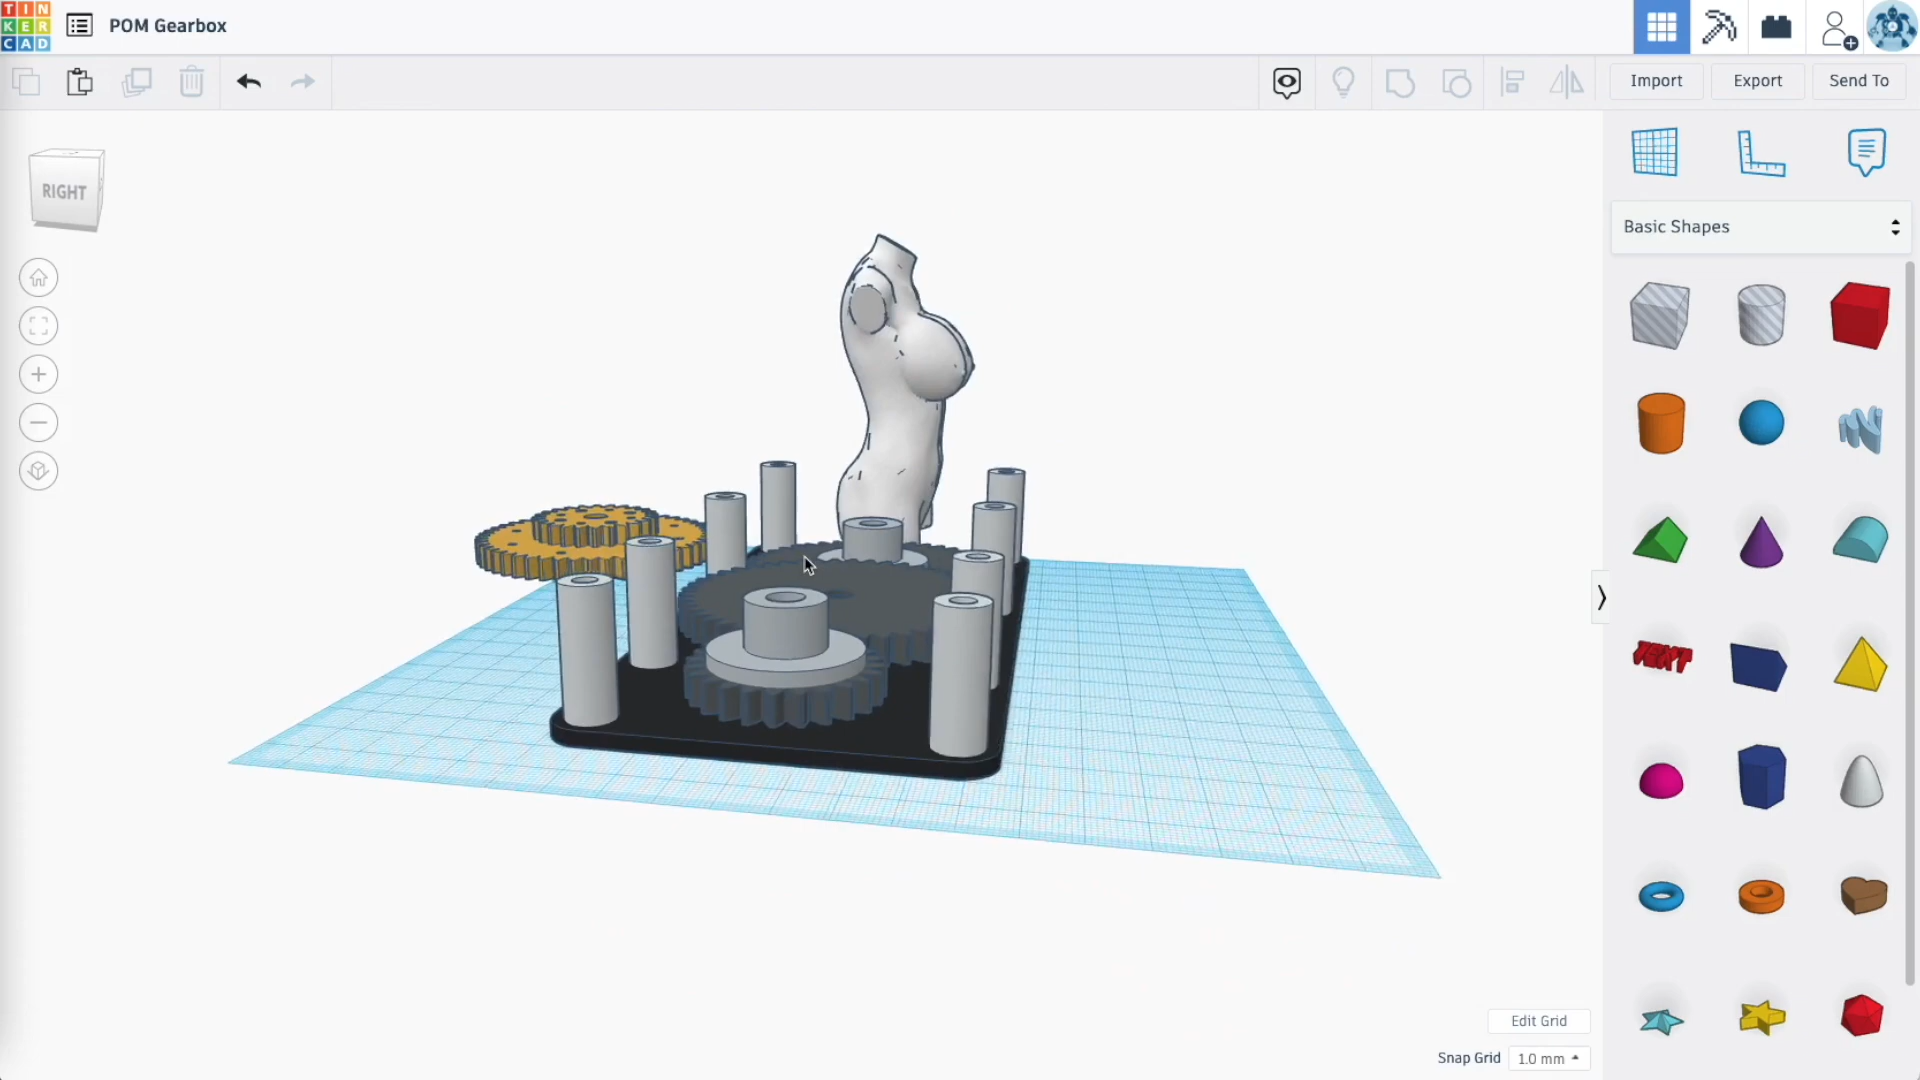 TIN
KER
CAD
POM Gearbox
Import
Export
Send To
RIGHT
Basic Shapes
TEXT
Edit Grid
Snap Grid
1.0 mm